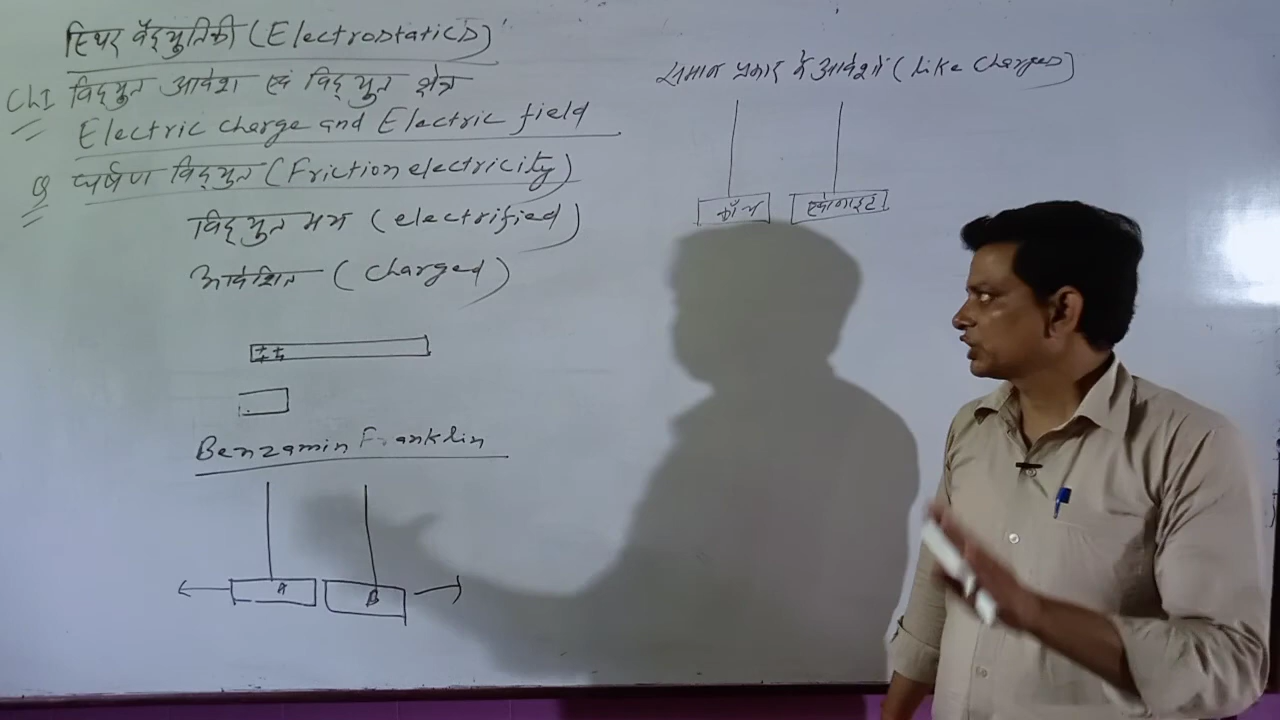 स्थिर वैद्युतिकी (Electrostatics)
Ch1 विद्युत आवेश एवं विद्युत क्षेत्र
Electric charge and Electric field
Q घर्षण विद्युत (Friction electricity)
विद्युत मय (electrified)
आवेशित (Charged)
++
Benzamin Franklin
A B
समान प्रकार के आवेशों (Like Charges)
काँच एबोनाइट